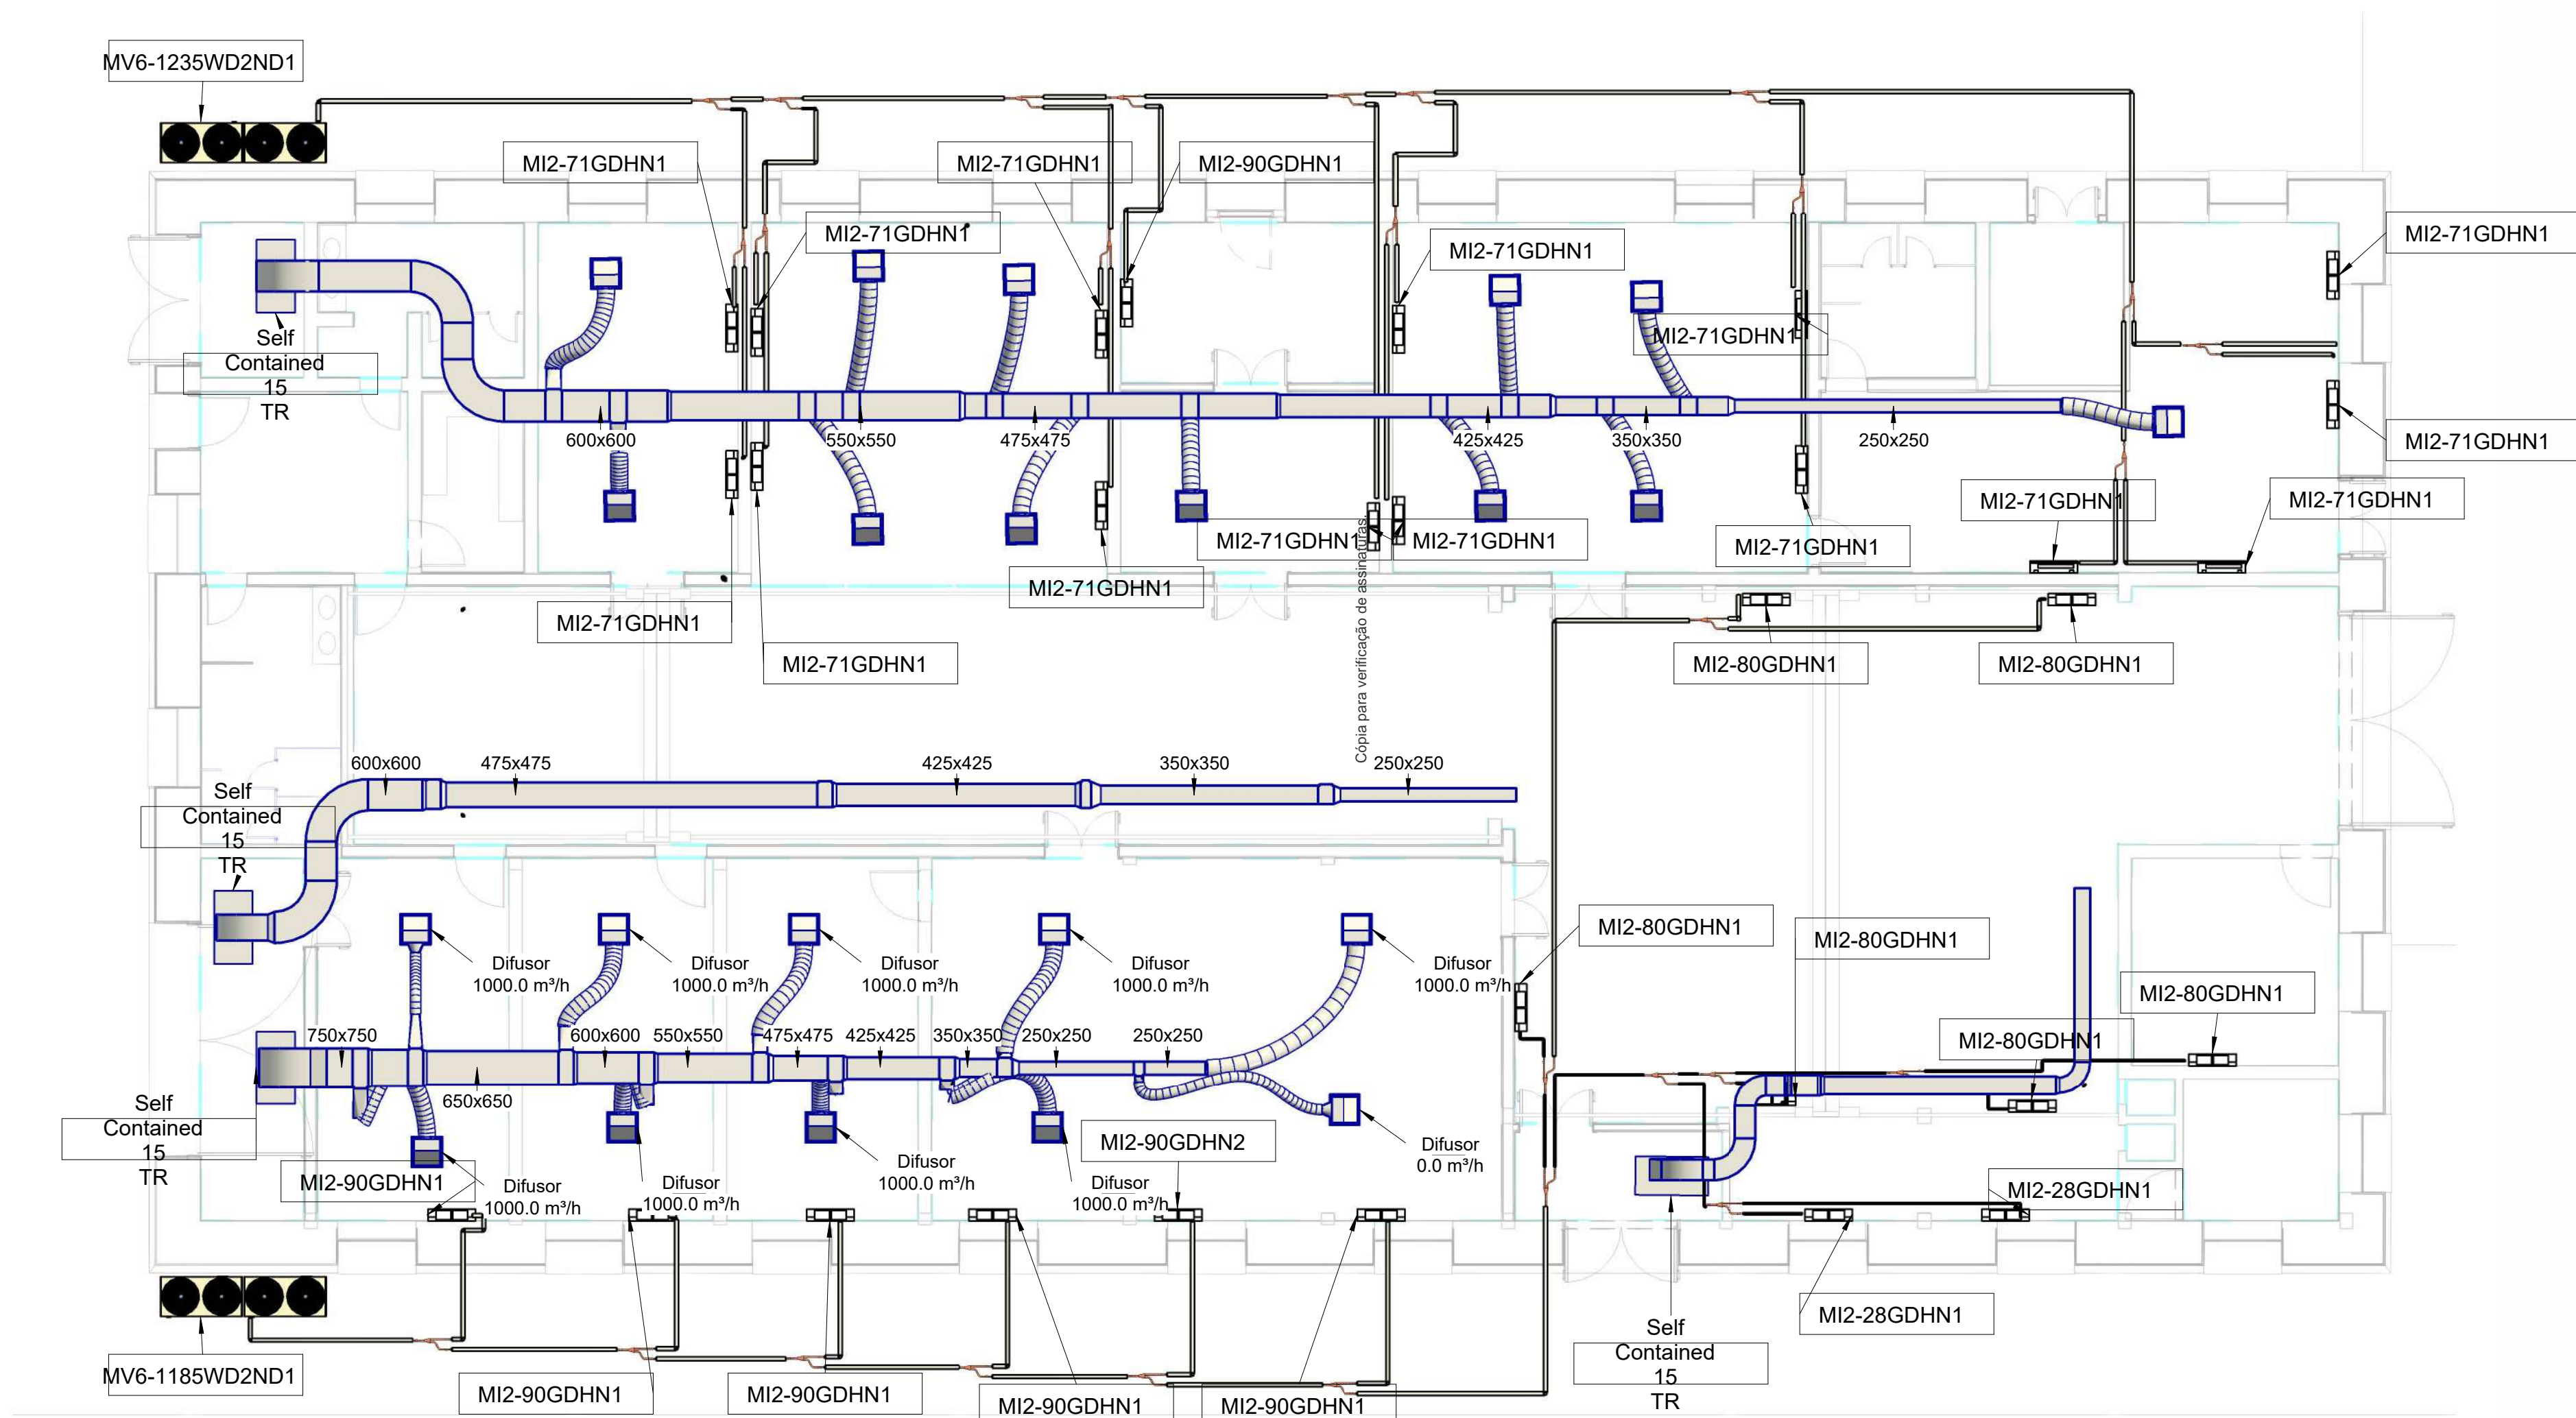 MV6-1235WD2ND1
MI2-71GDHN1
MI2-71GDHN1
MI2-90GDHN1
MI2-71GDHN1
MI2-71GDHN1
MI2-71GDHN1
MI2-71GDHN1
Self
Contained
15
TR
600x600
550x550
475x475
425x425
350x350
250x250
MI2-71GDHN1
MI2-71GDHN1
MI2-71GDHN1
MI2-71GDHN1
MI2-71GDHN1
MI2-71GDHN1
MI2-71GDHN1
MI2-71GDHN1
MI2-71GDHN1
Cópia para verificação de assinaturas.
MI2-80GDHN1
MI2-80GDHN1
600x600
475x475
425x425
350x350
250x250
Self
Contained
15
TR
MI2-80GDHN1
MI2-80GDHN1
MI2-80GDHN1
MI2-80GDHN1
Difusor
1000.0 m³/h
Difusor
1000.0 m³/h
Difusor
1000.0 m³/h
Difusor
1000.0 m³/h
Difusor
1000.0 m³/h
750x750
650x650
600x600
550x550
475x475
425x425
350x350
250x250
250x250
Self
Contained
15
TR
MI2-90GDHN1
Difusor
1000.0 m³/h
Difusor
1000.0 m³/h
Difusor
1000.0 m³/h
Difusor
1000.0 m³/h
MI2-90GDHN2
Difusor
0.0 m³/h
MI2-28GDHN1
MI2-28GDHN1
Self
Contained
15
TR
MV6-1185WD2ND1
MI2-90GDHN1
MI2-90GDHN1
MI2-90GDHN1
MI2-90GDHN1